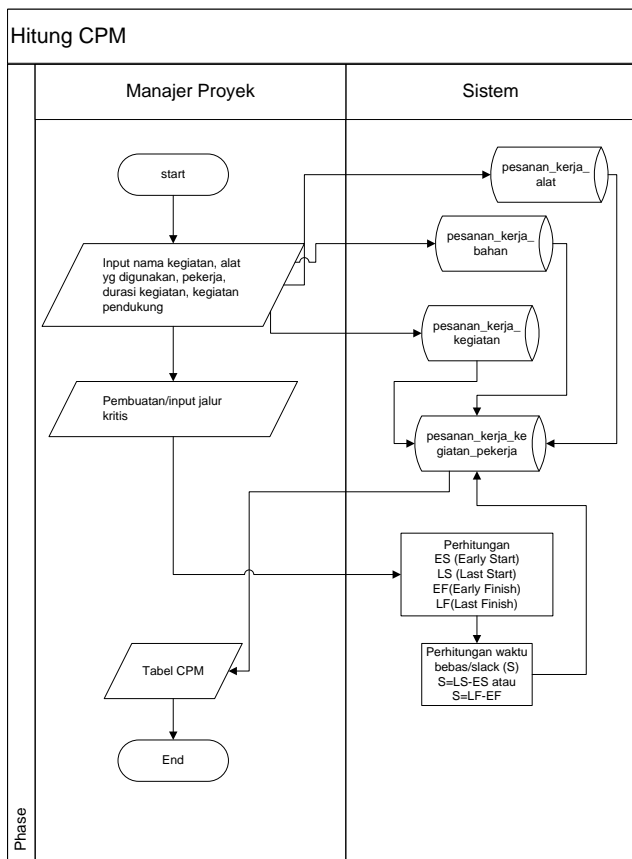 Hitung CPM
Manajer Proyek
Sistem
start
pesanan_kerja_
alat
Input nama kegiatan, alat
yg digunakan, pekerja,
durasi kegiatan, kegiatan
pendukung
pesanan_kerja_
bahan
pesanan_kerja_
kegiatan
Pembuatan/input jalur
kritis
pesanan_kerja_ke
giatan_pekerja
Perhitungan
ES (Early Start)
LS (Last Start)
EF(Early Finish)
LF(Last Finish)
Perhitungan waktu
bebas/slack (S)
S=LS-ES atau
S=LF-EF
Tabel CPM
End
Phase